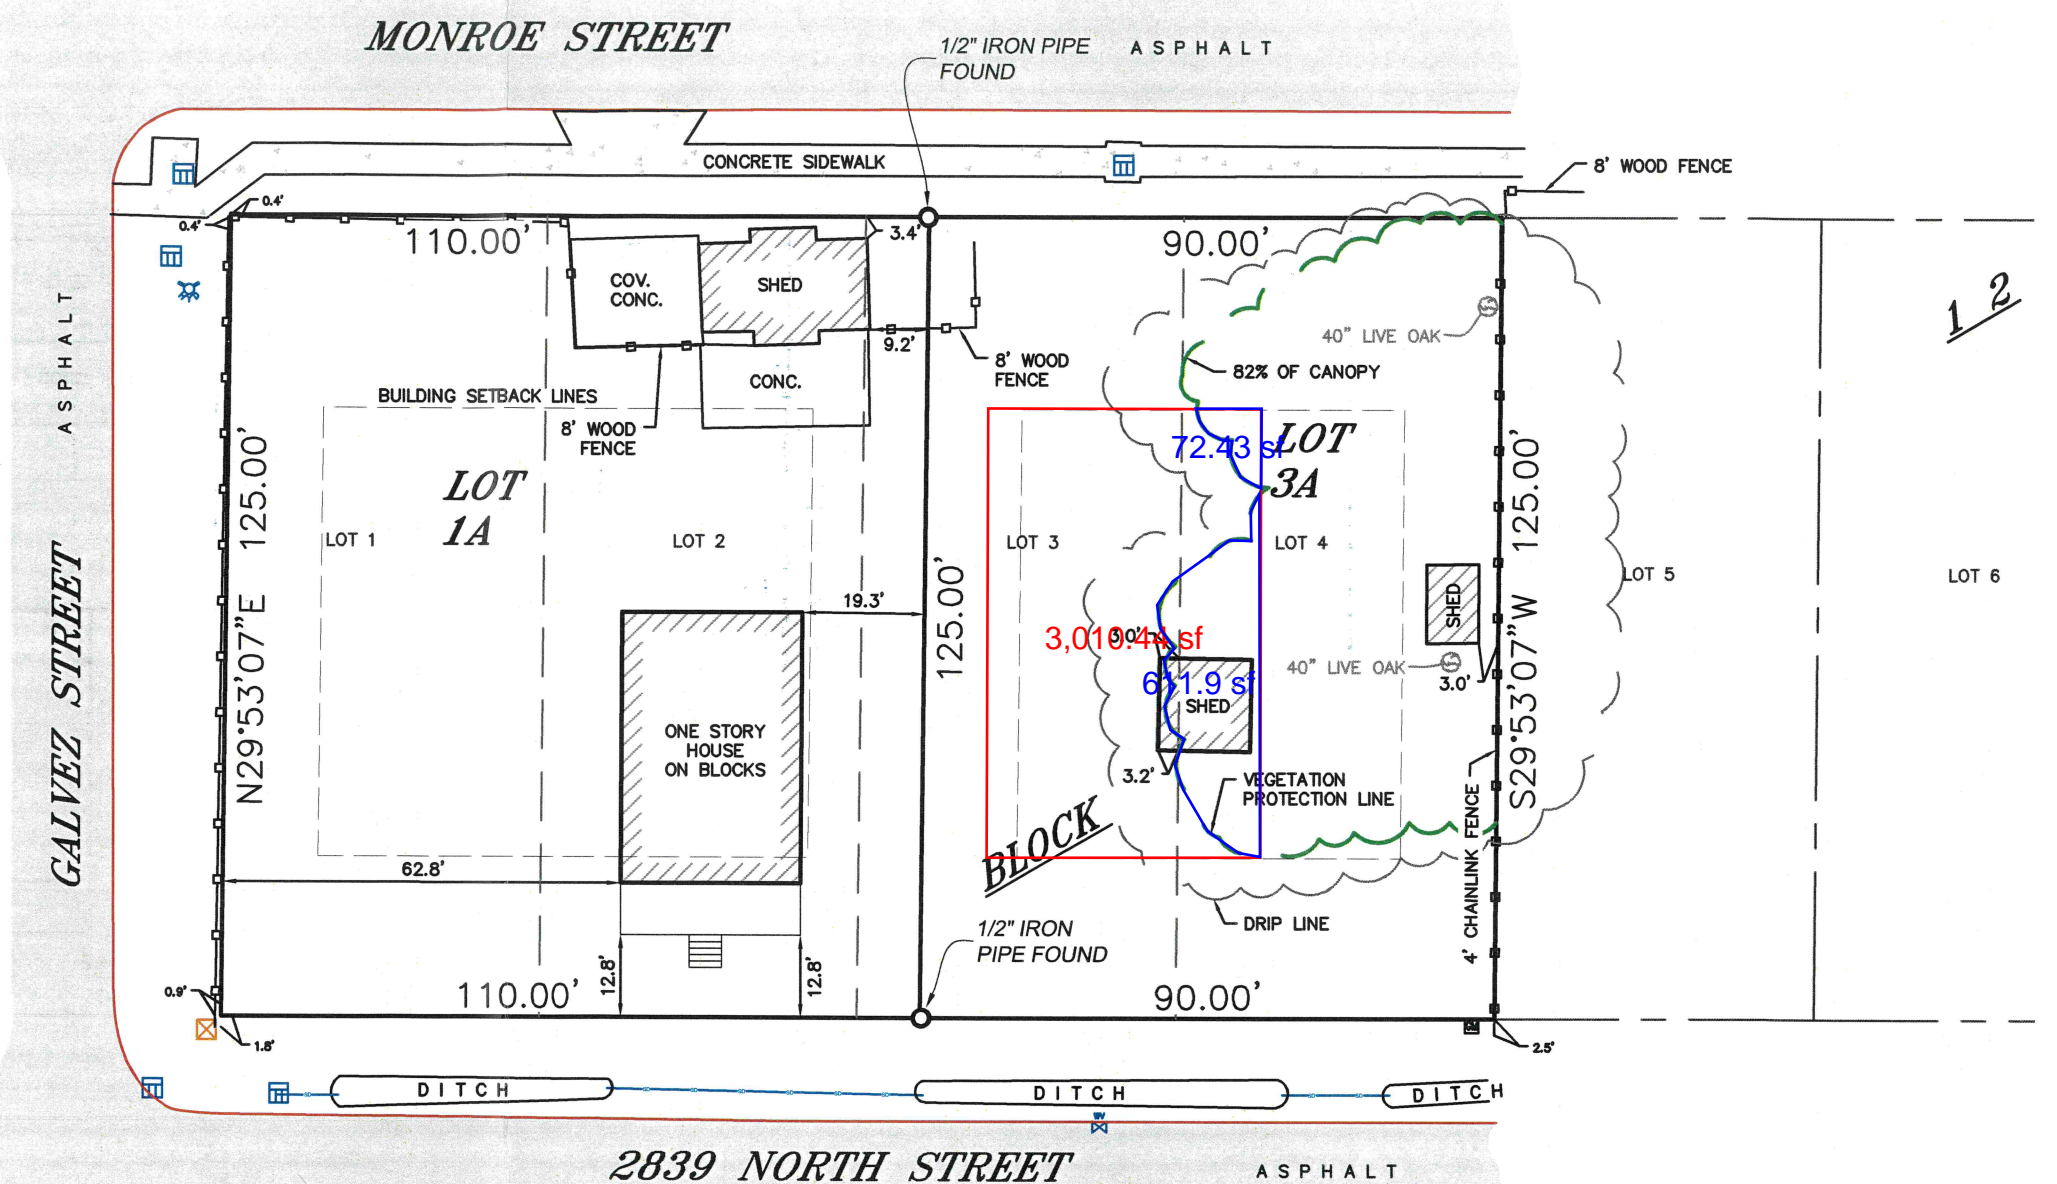 MONROE STREET
1/2" IRON PIPE
FOUND
ASPHALT
CONCRETE SIDEWALK
8' WOOD FENCE
0.4'
0.4'
110.00'
3.4'
90.00'
COV.
CONC.
SHED
9.2'
8' WOOD
FENCE
CONC.
BUILDING SETBACK LINES
8' WOOD
FENCE
40" LIVE OAK
82% OF CANOPY
12
ASPHALT
GALVEZ STREET
N29°53'07"E 125.00'
LOT
1A
LOT 1
LOT 2
125.00'
19.3'
LOT 3
72.43 sf
LOT
3A
LOT 4
LOT 5
LOT 6
3,010.44 sf
3.0'
SHED
40" LIVE OAK
3.0'
S29°53'07"W 125.00'
SHED
3.2'
ONE STORY
HOUSE
ON BLOCKS
VEGETATION
PROTECTION LINE
BLOCK
62.8'
DRIP LINE
4' CHAINLINK FENCE
1/2" IRON
PIPE FOUND
12.8'
12.8'
110.00'
90.00'
0.9'
2.5'
DITCH
DITCH
DITCH
WV
2839 NORTH STREET
ASPHALT